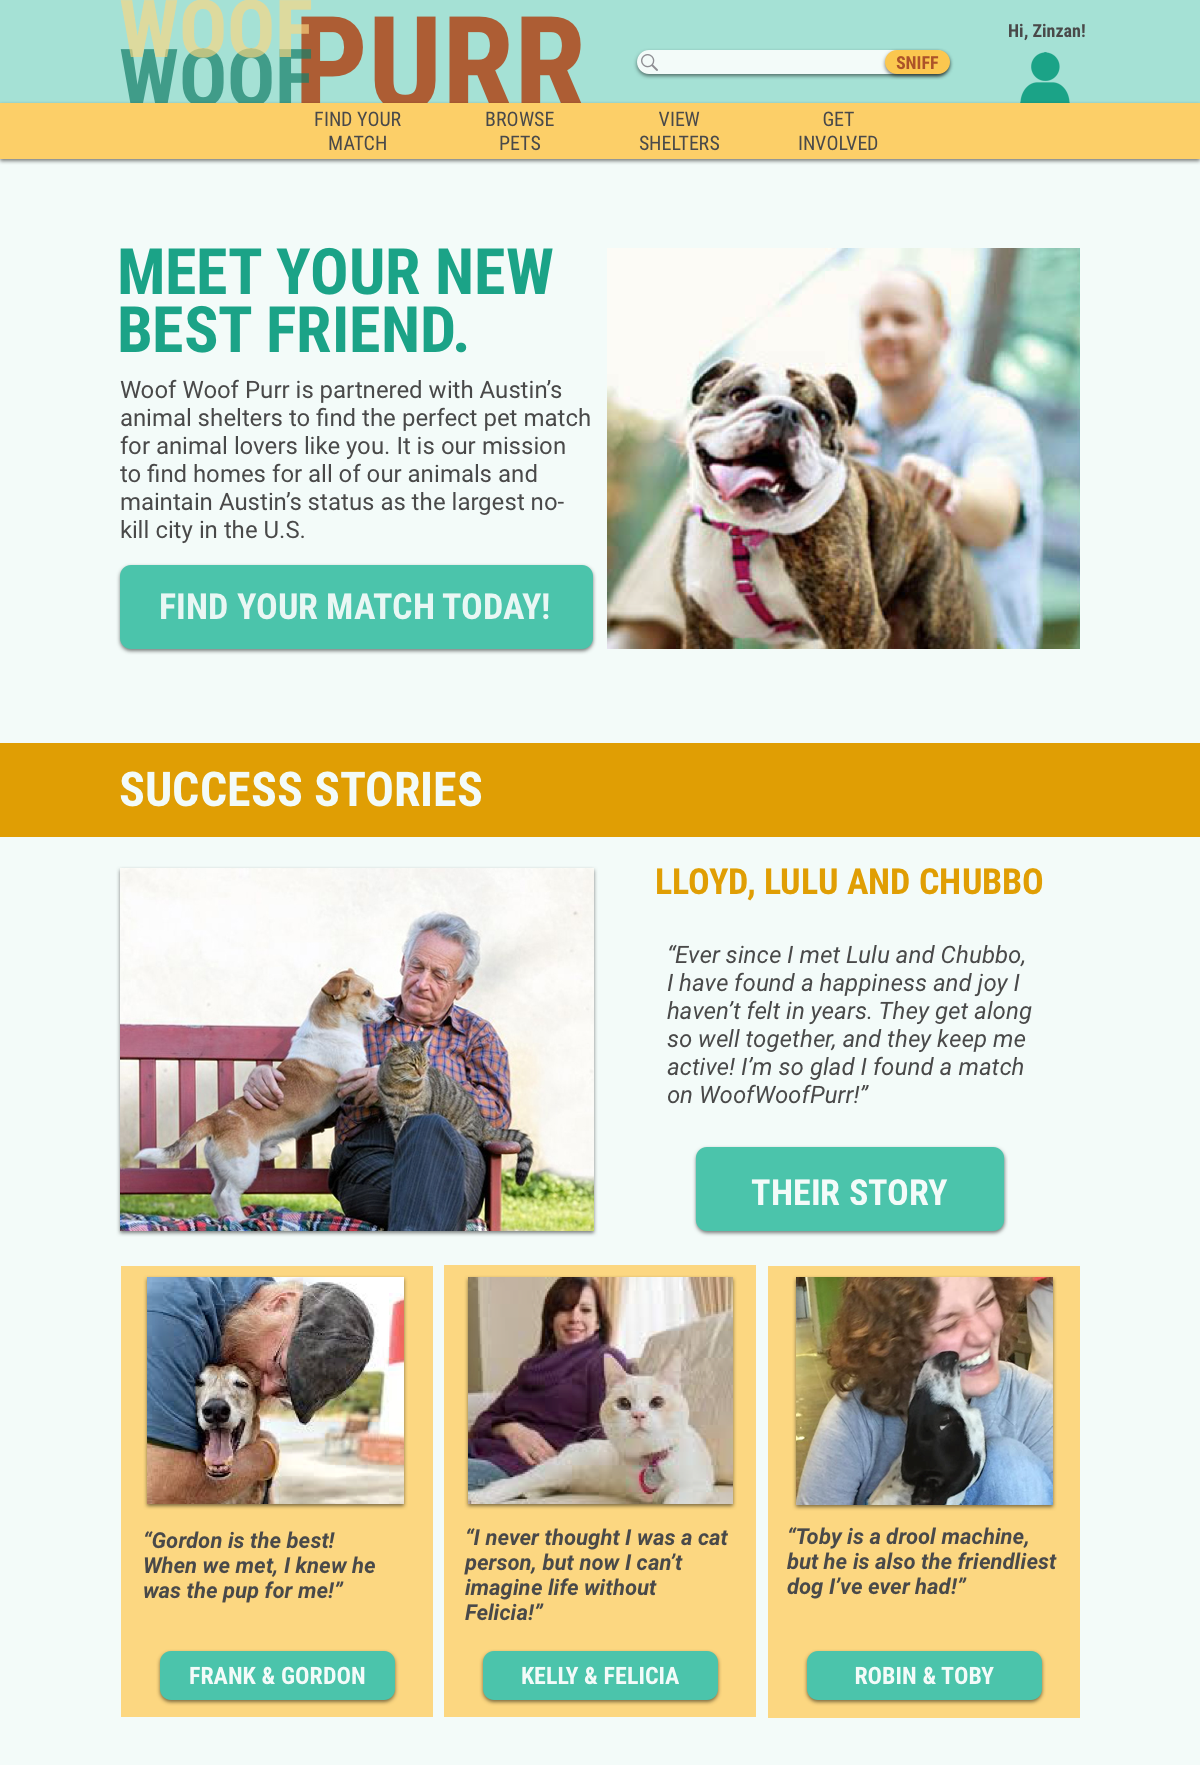 WOOF
WOOF
PURR
SNIFF
Hi, Zinzan!
FIND YOUR
MATCH
BROWSE
PETS
VIEW
SHELTERS
GET
INVOLVED
MEET YOUR NEW
BEST FRIEND.
Woof Woof Purr is partnered with Austin’s
animal shelters to find the perfect pet match
for animal lovers like you. It is our mission
to find homes for all of our animals and
maintain Austin’s status as the largest no-
kill city in the U.S.
FIND YOUR MATCH TODAY!
SUCCESS STORIES
LLOYD, LULU AND CHUBBO
“Ever since I met Lulu and Chubbo,
I have found a happiness and joy I
haven’t felt in years. They get along
so well together, and they keep me
active! I’m so glad I found a match
on WoofWoofPurr!”
THEIR STORY
“Gordon is the best!
When we met, I knew he
was the pup for me!”
FRANK & GORDON
“I never thought I was a cat
person, but now I can’t
imagine life without
Felicia!”
KELLY & FELICIA
“Toby is a drool machine,
but he is also the friendliest
dog I’ve ever had!”
ROBIN & TOBY